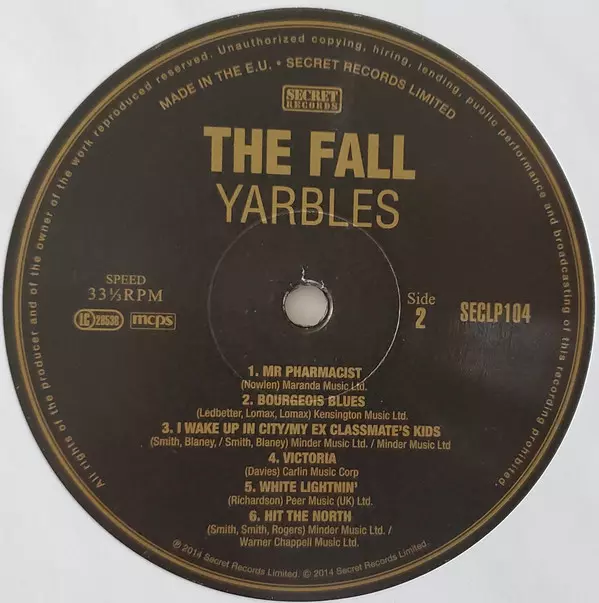 All rights of the producer and of the owner of the work reproduced reserved. Unauthorized copying, hiring, lending, public performance and broadcasting of this recording prohibited.
MADE IN THE E.U. • SECRET RECORDS LIMITED
SECRET
RECORDS
THE FALL
YARBLES
SPEED
33⅓RPM
LC 28538
mcps
Side
2
SECLP104
1. MR PHARMACIST
(Nowlen) Maranda Music Ltd.
2. BOURGEOIS BLUES
(Ledbetter, Lomax, Lomax) Kensington Music Ltd.
3. I WAKE UP IN CITY/MY EX CLASSMATE'S KIDS
(Smith, Blaney, / Smith, Blaney) Minder Music Ltd. / Minder Music Ltd
4. VICTORIA
(Davies) Carlin Music Corp
5. WHITE LIGHTNIN'
(Richardson) Peer Music (UK) Ltd.
6. HIT THE NORTH
(Smith, Smith, Rogers) Minder Music Ltd. /
Warner Chappell Music Ltd.
℗ 2014 Secret Records Limited. © 2014 Secret Records Limited.